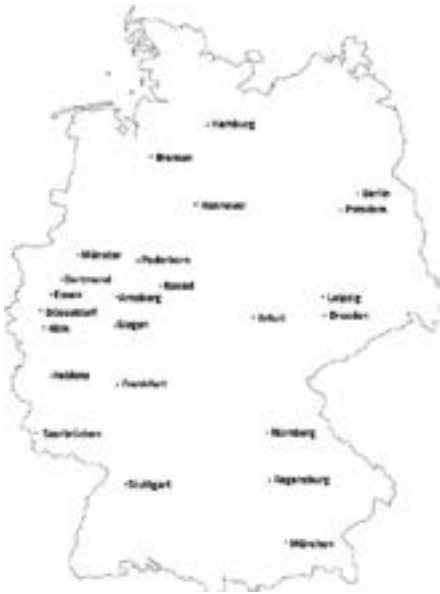 Hamburg
Bremen
Hannover
Berlin
Potsdam
Münster
Paderborn
Dortmund
Kassel
Essen
Arnsberg
Leipzig
Düsseldorf
Dresden
Erfurt
Siegen
Köln
Koblenz
Frankfurt
Saarbrücken
Nürnberg
Stuttgart
Regensburg
München